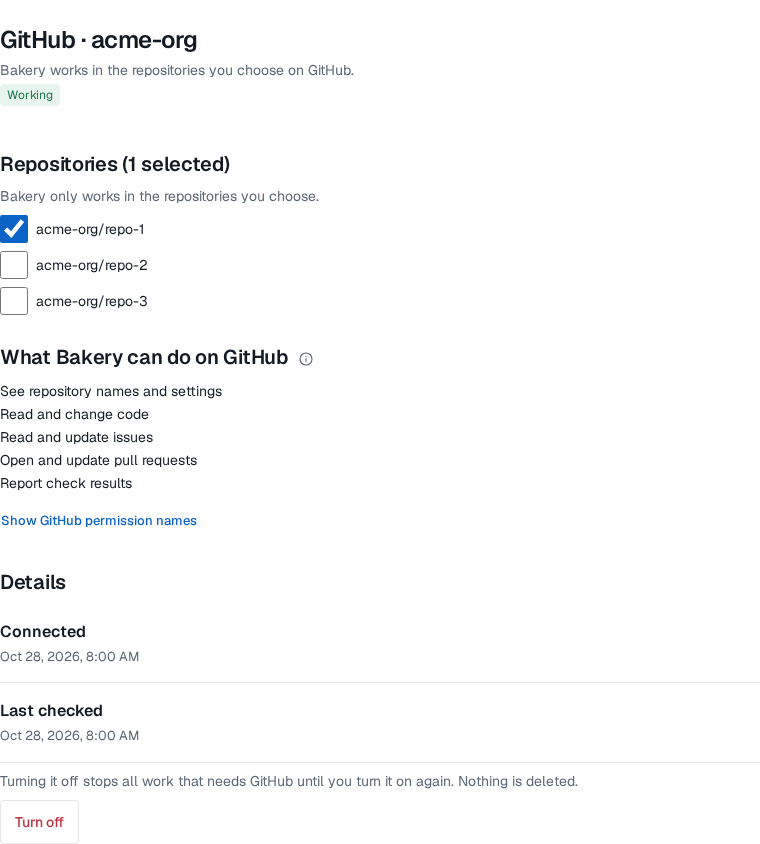 GitHub · acme-org
Bakery works in the repositories you choose on GitHub.
Working
Repositories (1 selected)
Bakery only works in the repositories you choose.
acme-org/repo-1
acme-org/repo-2
acme-org/repo-3
What Bakery can do on GitHub
See repository names and settings
Read and change code
Read and update issues
Open and update pull requests
Report check results
Show GitHub permission names
Details
Connected
Oct 28, 2026, 8:00 AM
Last checked
Oct 28, 2026, 8:00 AM
Turning it off stops all work that needs GitHub until you turn it on again. Nothing is deleted.
Turn off